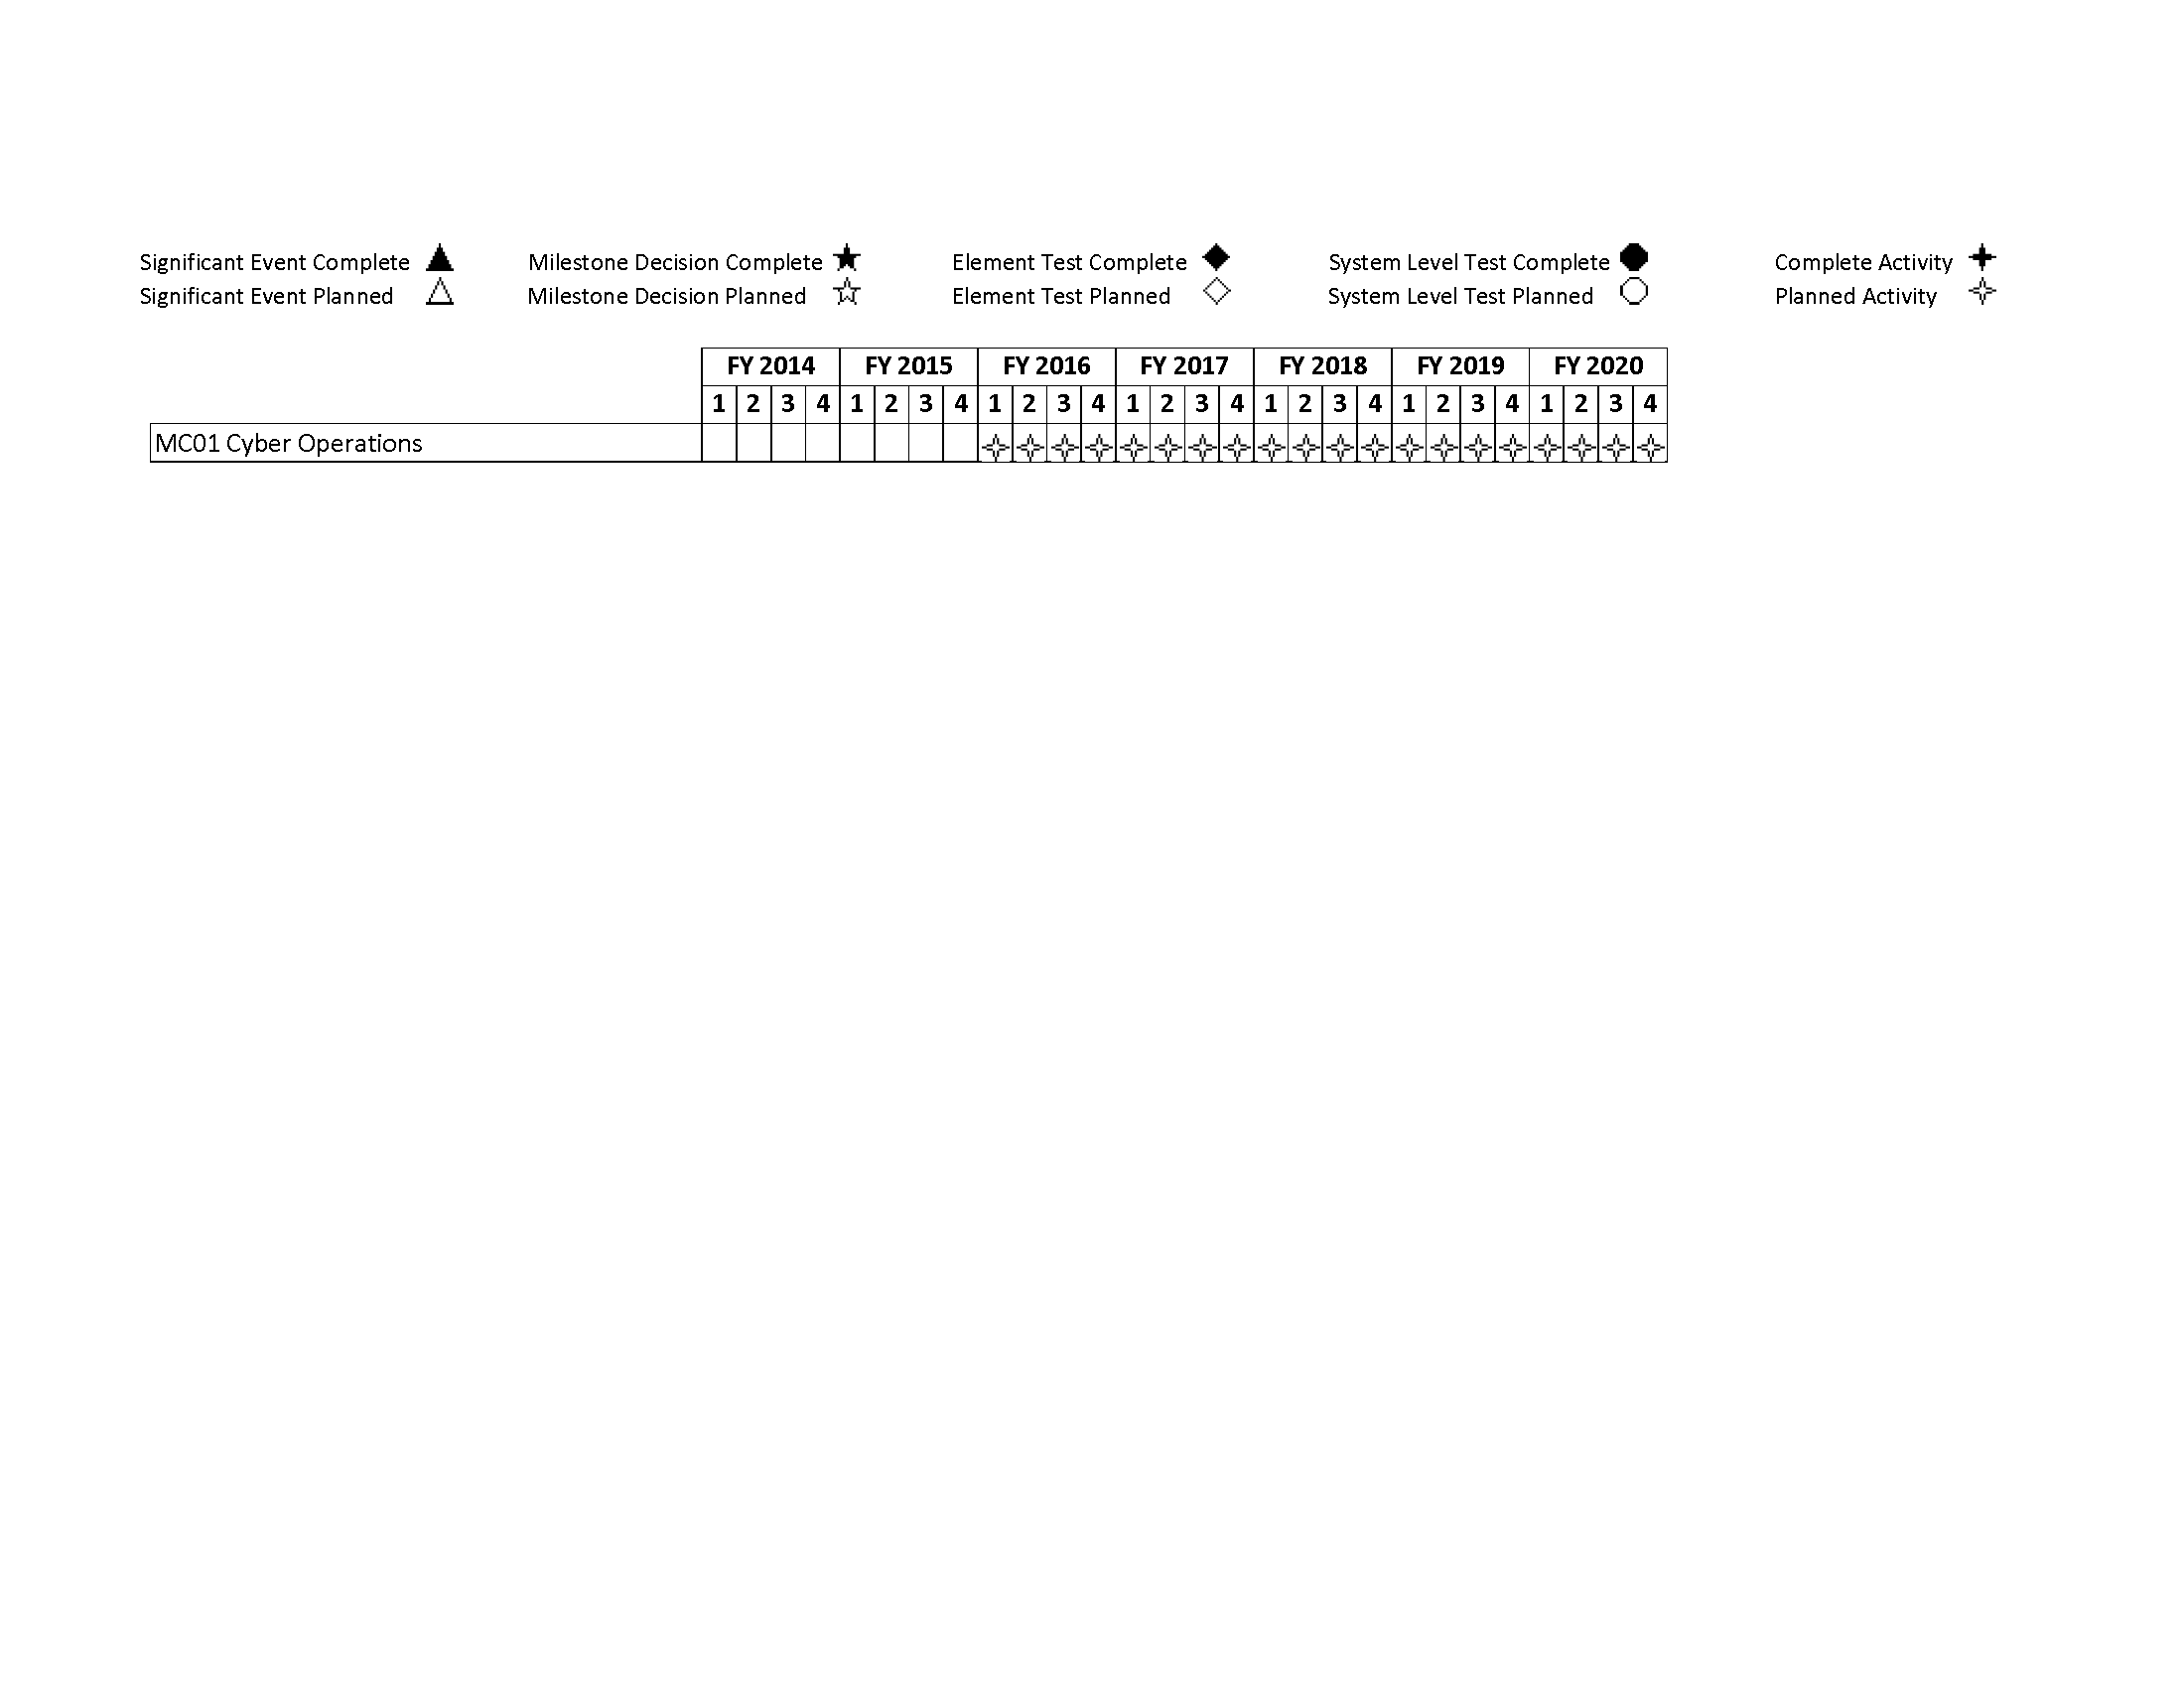 Significant Event Complete Milestone Decision Complete Element Test Complete System Level Test Complete Complete Activity
Significant Event Planned Milestone Decision Planned Element Test Planned System Level Test Planned Planned Activity
FY 2014 FY 2015 FY 2016 FY 2017 FY 2018 FY 2019 FY 2020
1 2 3 4 1 2 3 4 1 2 3 4 1 2 3 4 1 2 3 4 1 2 3 4 1 2 3 4
MC01 Cyber Operations